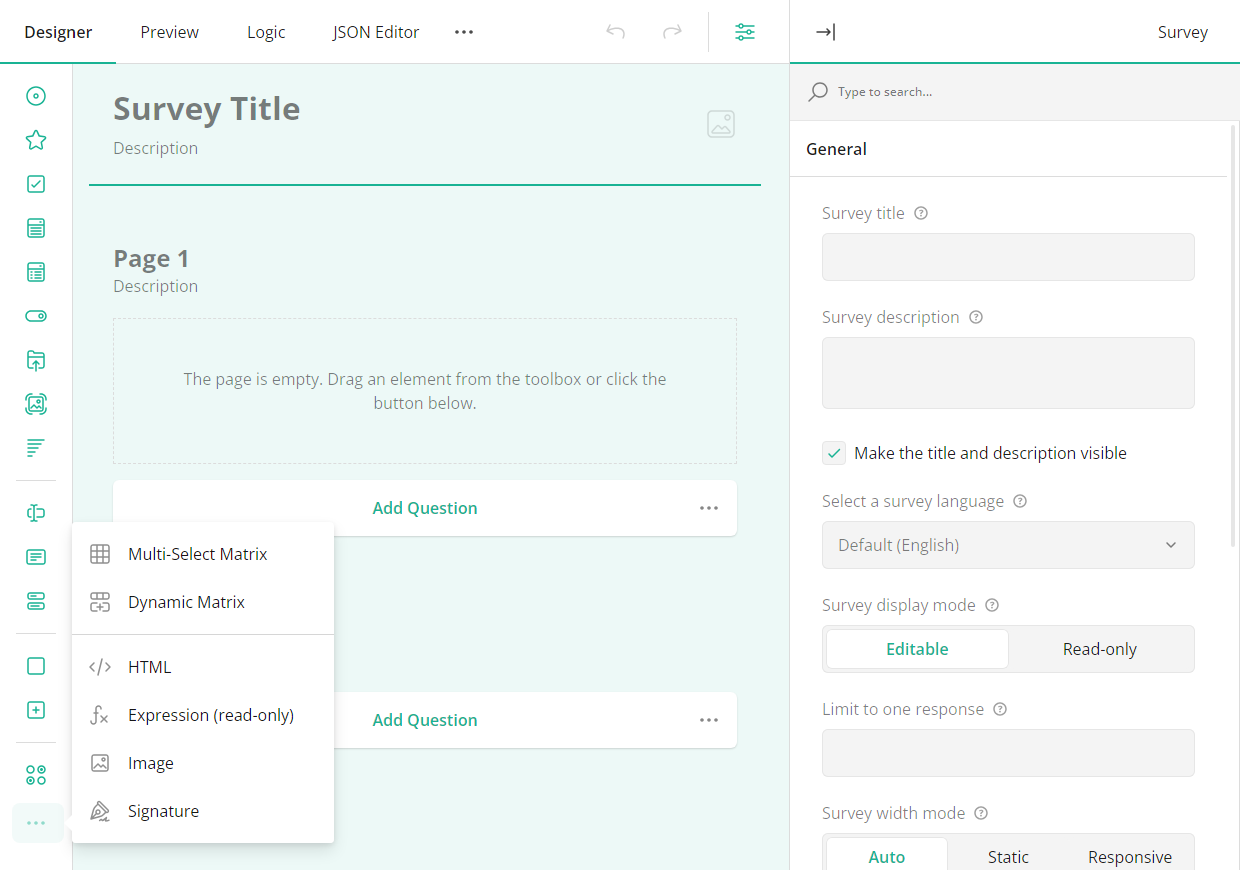 Designer
Preview
Logic
JSON Editor
Survey
Survey Title
Description
Page 1
Description
The page is empty. Drag an element from the toolbox or click the
button below.
Add Question
Multi-Select Matrix
Dynamic Matrix
HTML
Expression (read-only)
Image
Signature
Add Question
Type to search...
General
Survey title
Survey description
Make the title and description visible
Select a survey language
Default (English)
Survey display mode
Editable
Read-only
Limit to one response
Survey width mode
Auto
Static
Responsive